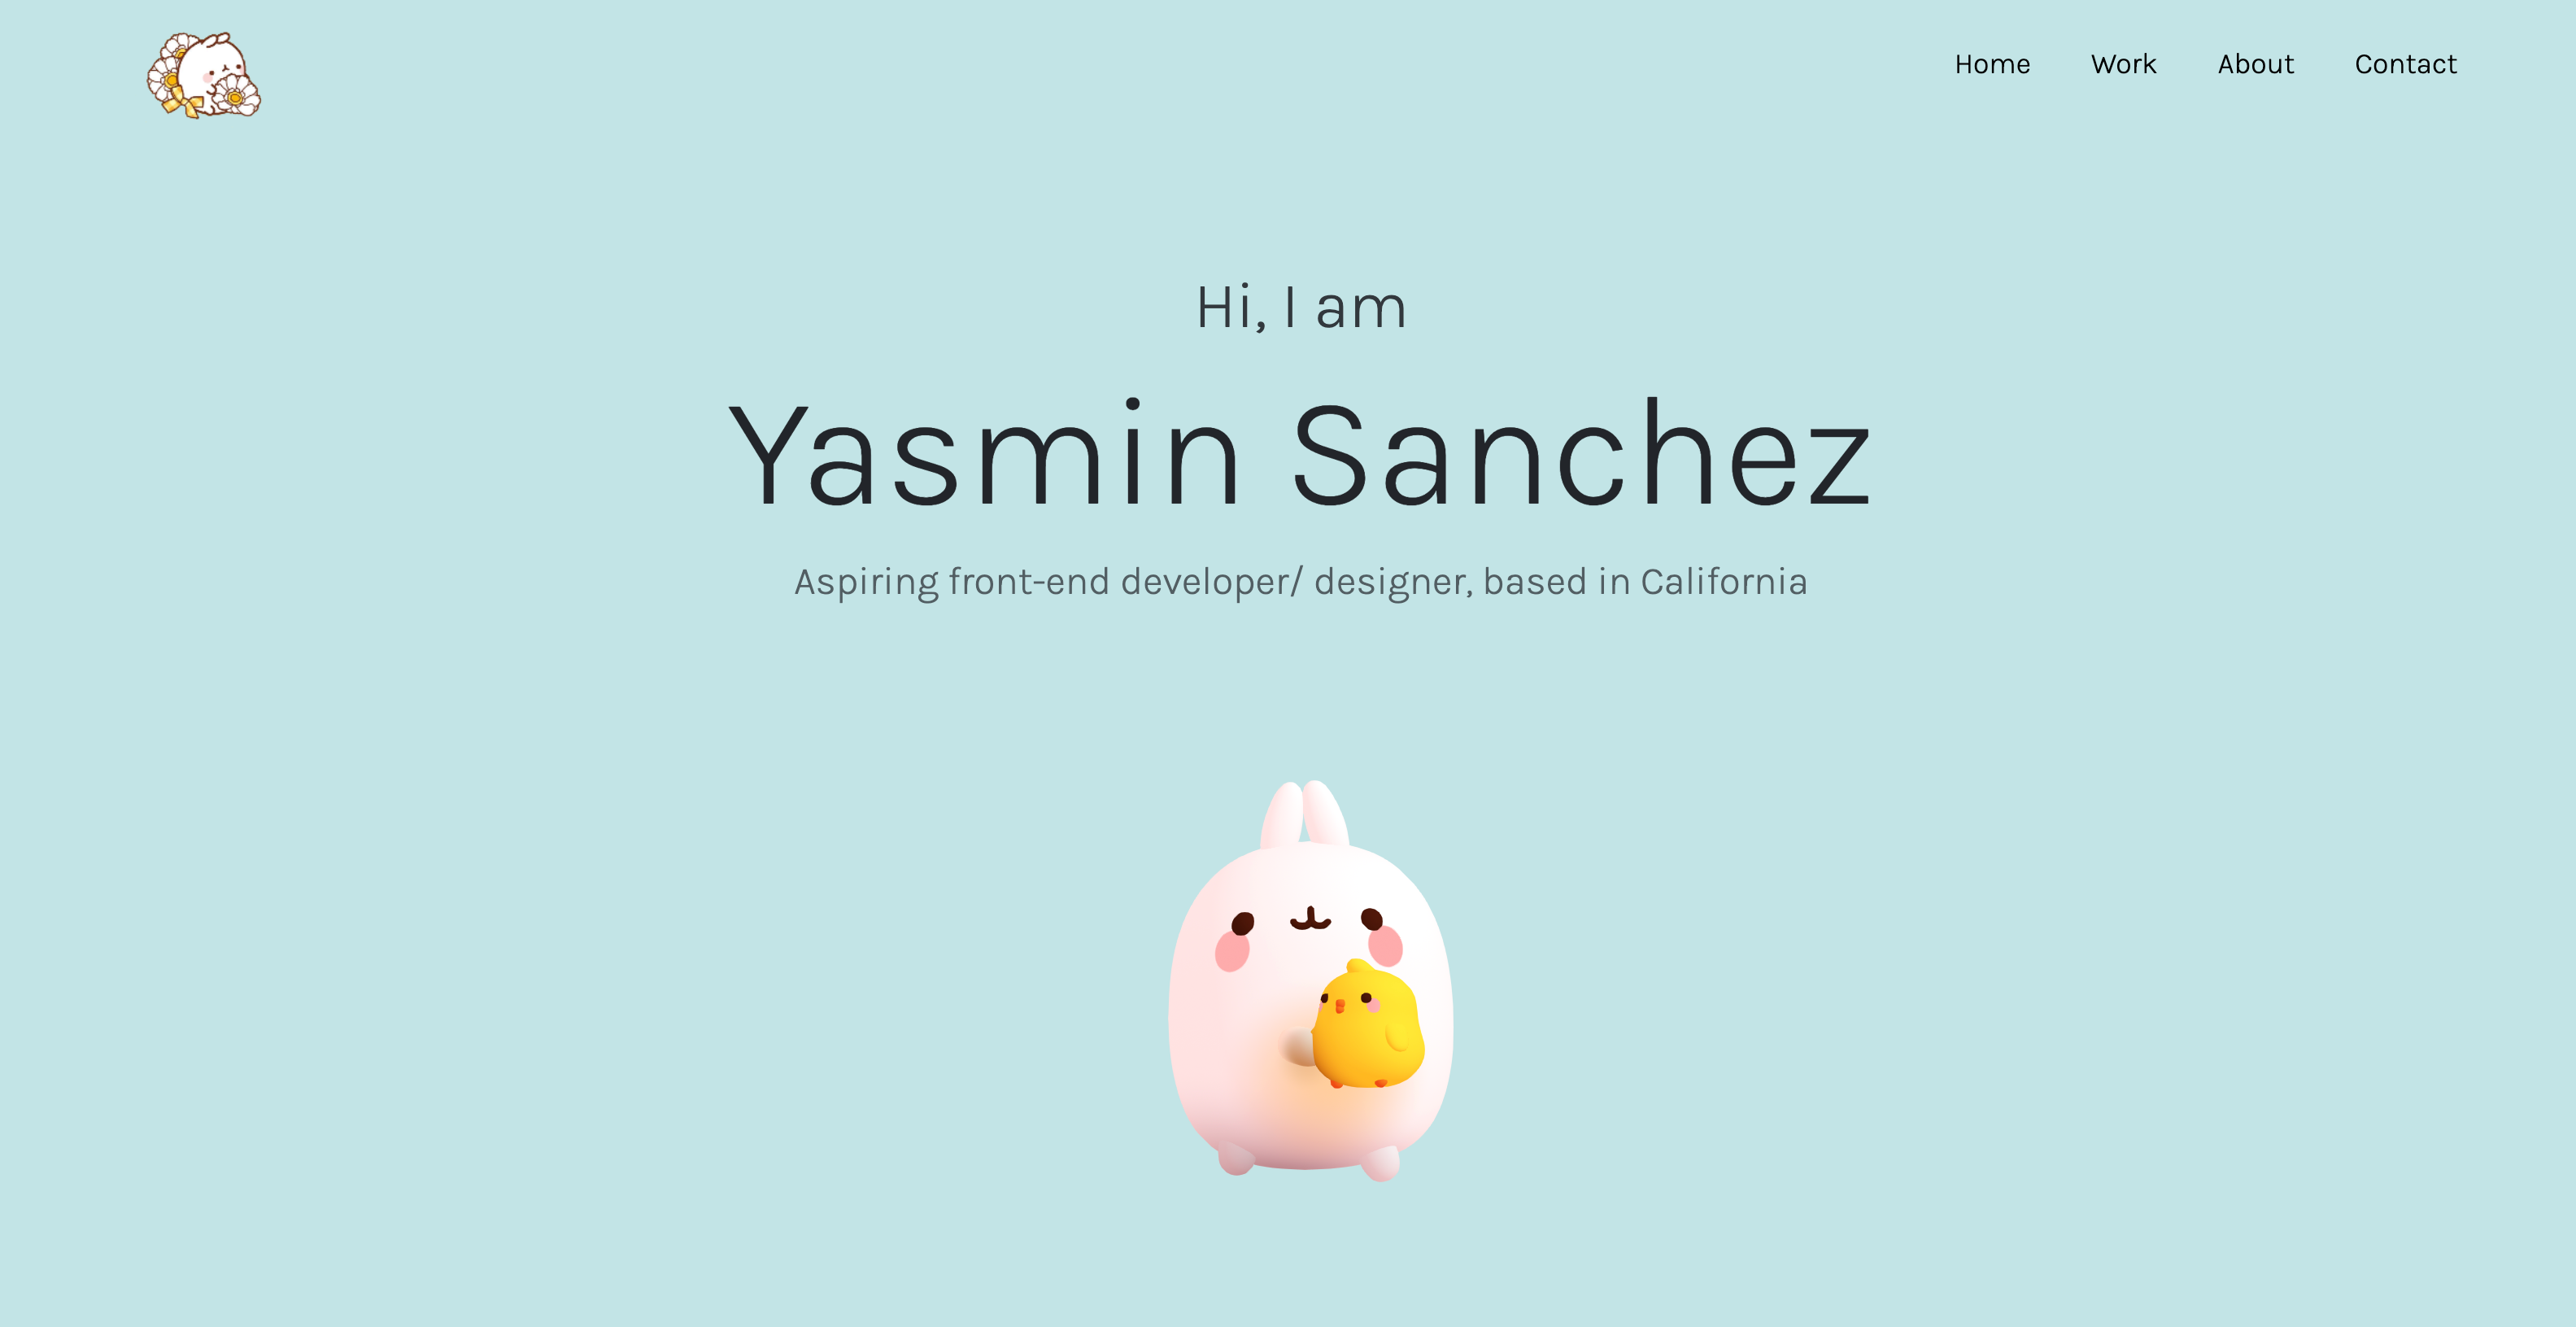 Home Work About Contact
Hi, I am
Yasmin Sanchez
Aspiring front-end developer/ designer, based in California